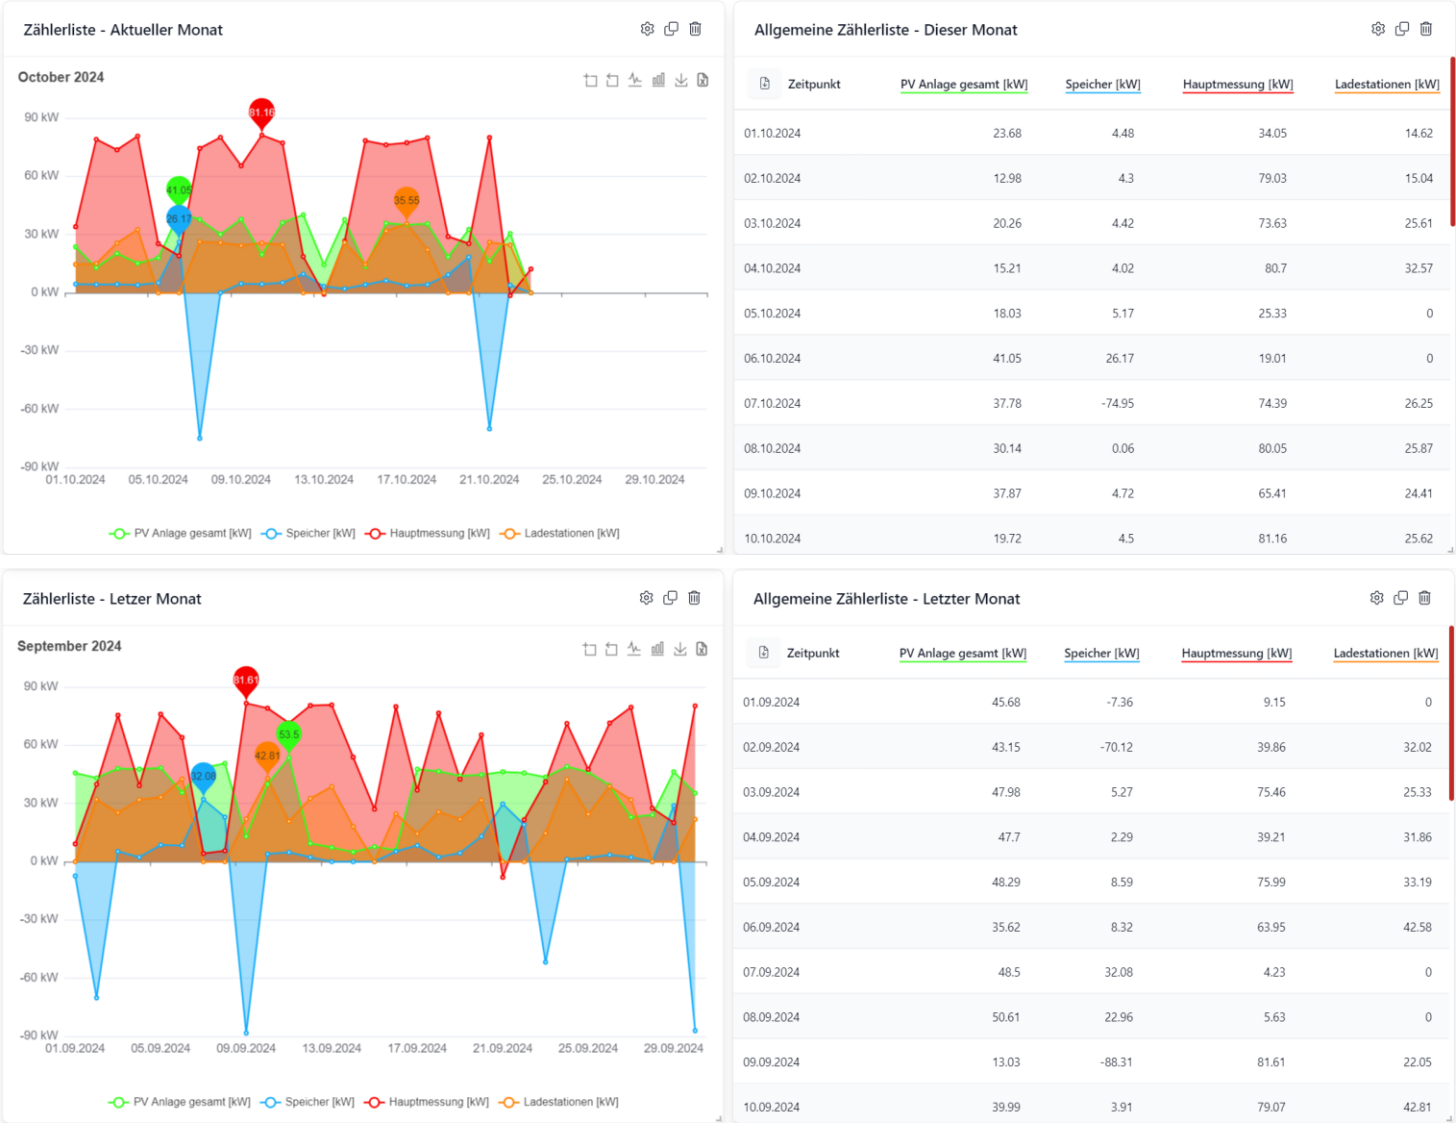 Zählerliste - Aktueller Monat
October 2024
81.16
41.05
26.17
35.55
90 kW
60 kW
30 kW
0 kW
-30 kW
-60 kW
-90 kW
01.10.2024 05.10.2024 09.10.2024 13.10.2024 17.10.2024 21.10.2024 25.10.2024 29.10.2024
PV Anlage gesamt [kW] Speicher [kW] Hauptmessung [kW] Ladestationen [kW]
Allgemeine Zählerliste - Dieser Monat
Zeitpunkt PV Anlage gesamt [kW] Speicher [kW] Hauptmessung [kW] Ladestationen [kW]
01.10.2024 23.68 4.48 34.05 14.62
02.10.2024 12.98 4.3 79.03 15.04
03.10.2024 20.26 4.42 73.63 25.61
04.10.2024 15.21 4.02 80.7 32.57
05.10.2024 18.03 5.17 25.33 0
06.10.2024 41.05 26.17 19.01 0
07.10.2024 37.78 -74.95 74.39 26.25
08.10.2024 30.14 0.06 80.05 25.87
09.10.2024 37.87 4.72 65.41 24.41
10.10.2024 19.72 4.5 81.16 25.62
Zählerliste - Letzer Monat
September 2024
81.61
53.5
42.81
32.08
90 kW
60 kW
30 kW
0 kW
-30 kW
-60 kW
-90 kW
01.09.2024 05.09.2024 09.09.2024 13.09.2024 17.09.2024 21.09.2024 25.09.2024 29.09.2024
PV Anlage gesamt [kW] Speicher [kW] Hauptmessung [kW] Ladestationen [kW]
Allgemeine Zählerliste - Letzter Monat
Zeitpunkt PV Anlage gesamt [kW] Speicher [kW] Hauptmessung [kW] Ladestationen [kW]
01.09.2024 45.68 -7.36 9.15 0
02.09.2024 43.15 -70.12 39.86 32.02
03.09.2024 47.98 5.27 75.46 25.33
04.09.2024 47.7 2.29 39.21 31.86
05.09.2024 48.29 8.59 75.99 33.19
06.09.2024 35.62 8.32 63.95 42.58
07.09.2024 48.5 32.08 4.23 0
08.09.2024 50.61 22.96 5.63 0
09.09.2024 13.03 -88.31 81.61 22.05
10.09.2024 39.99 3.91 79.07 42.81